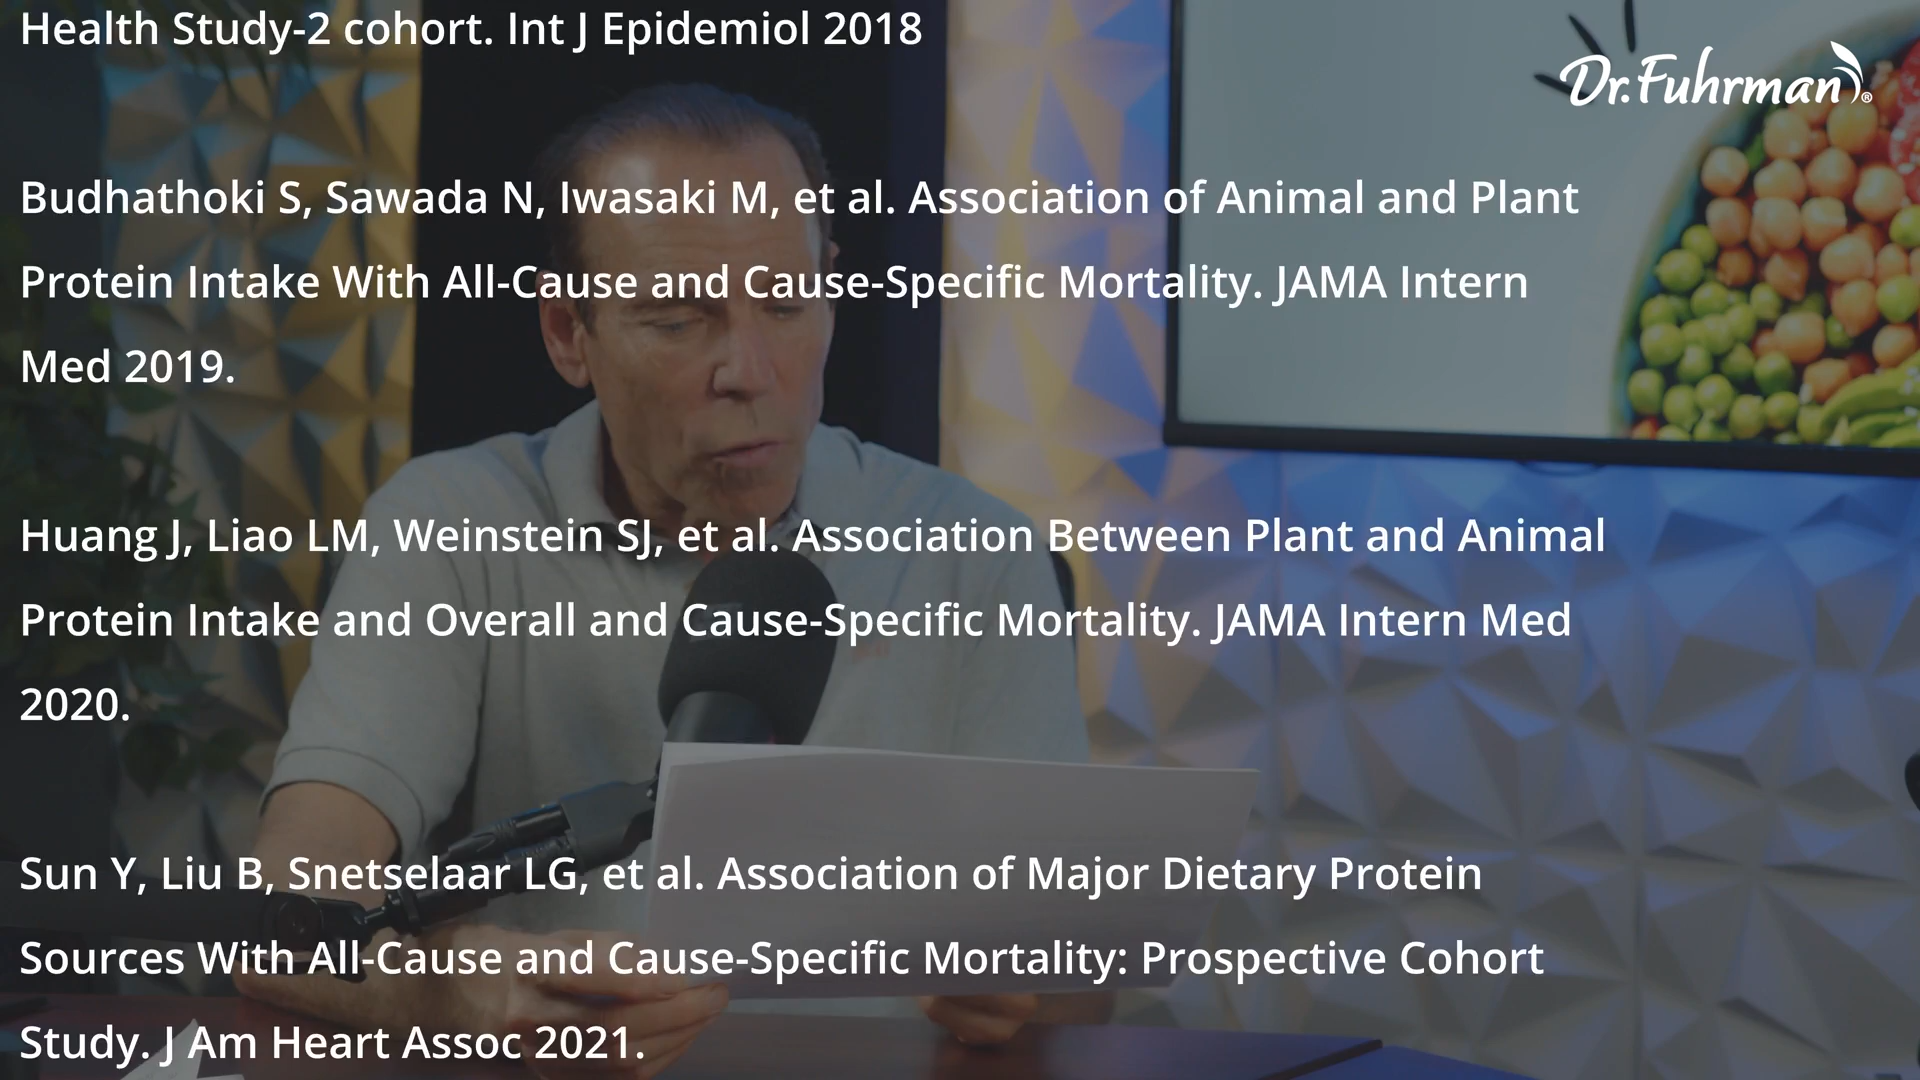 Health Study-2 cohort. Int J Epidemiol 2018
Dr. Fuhrman®
Budhathoki S, Sawada N, Iwasaki M, et al. Association of Animal and Plant
Protein Intake With All-Cause and Cause-Specific Mortality. JAMA Intern
Med 2019.
Huang J, Liao LM, Weinstein SJ, et al. Association Between Plant and Animal
Protein Intake and Overall and Cause-Specific Mortality. JAMA Intern Med
2020.
Sun Y, Liu B, Snetselaar LG, et al. Association of Major Dietary Protein
Sources With All-Cause and Cause-Specific Mortality: Prospective Cohort
Study. J Am Heart Assoc 2021.